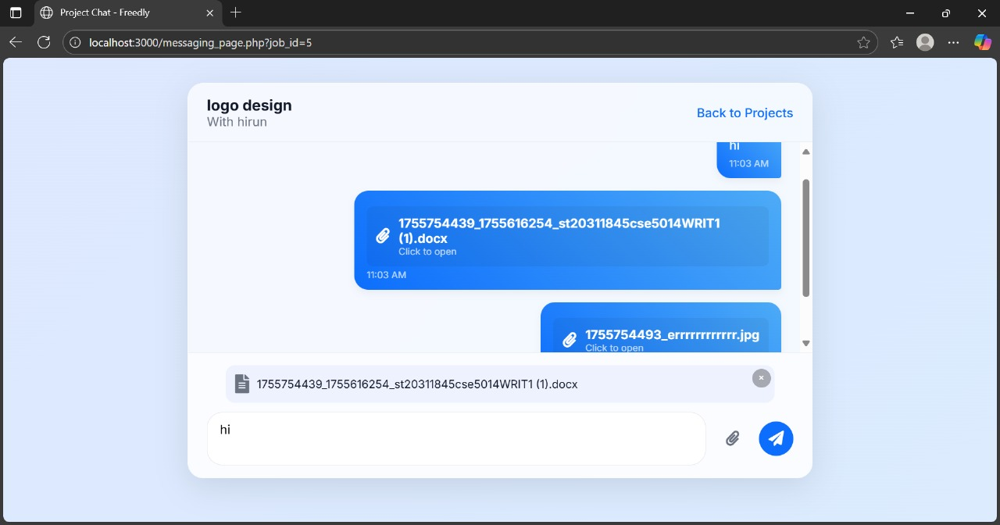 Project Chat - Freedly
localhost:3000/messaging_page.php?job_id=5
logo design
With hirun
Back to Projects
hi
11:03 AM
1755754439_1755616254_st20311845cse5014WRIT1
(1).docx
Click to open
11:03 AM
1755754493_errrrrrrrrrrr.jpg
Click to open
1755754439_1755616254_st20311845cse5014WRIT1 (1).docx
hi